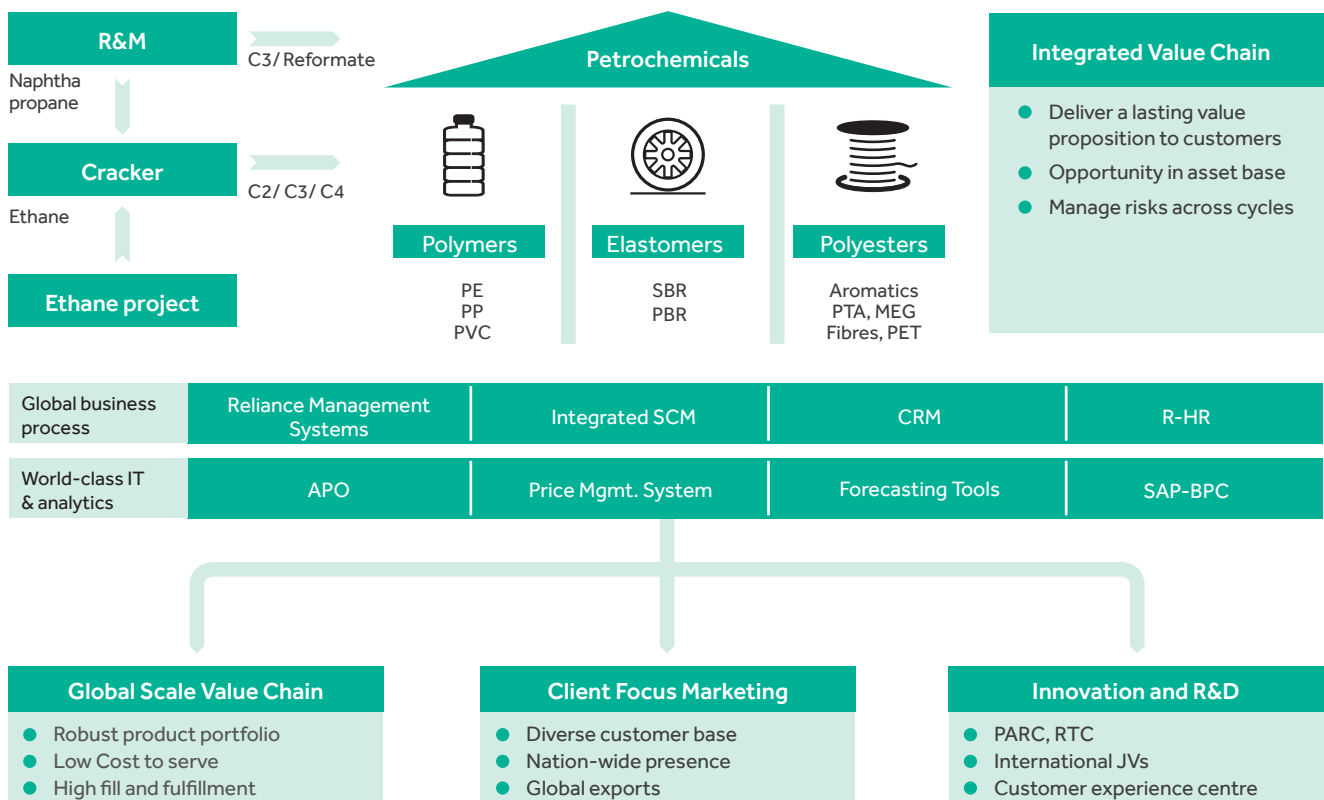 R&M
C3/ Reformate
Naphtha
propane
Cracker
C2/ C3/ C4
Ethane
Ethane project
Petrochemicals
Polymers
PE
PP
PVC
Elastomers
SBR
PBR
Polyesters
Aromatics
PTA, MEG
Fibres, PET
Integrated Value Chain
Deliver a lasting value
proposition to customers
Opportunity in asset base
Manage risks across cycles
Global business
process
Reliance Management
Systems
Integrated SCM
CRM
R-HR
World-class IT
& analytics
APO
Price Mgmt. System
Forecasting Tools
SAP-BPC
Global Scale Value Chain
Robust product portfolio
Low Cost to serve
High fill and fulfillment
Client Focus Marketing
Diverse customer base
Nation-wide presence
Global exports
Innovation and R&D
PARC, RTC
International JVs
Customer experience centre